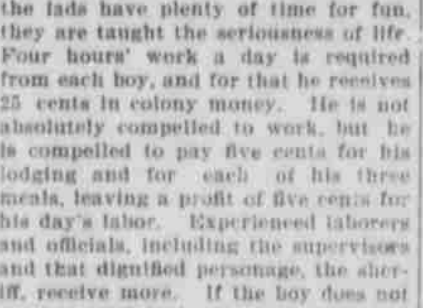 the lads have plenty of time for fun,
they are taught the seriousness of life.
Four hours' work a day is required
from each boy, and for that he receives
25 cents in colony money. He is not
absolutely compelled to work, but he
is compelled to pay five cents for his
lodging and for each of his three
meals, leaving a profit of five cents for
his day's labor. Experienced laborers
and officials, including the supervisors
and that dignified personage, the sher-
iff, receive more. If the boy does not